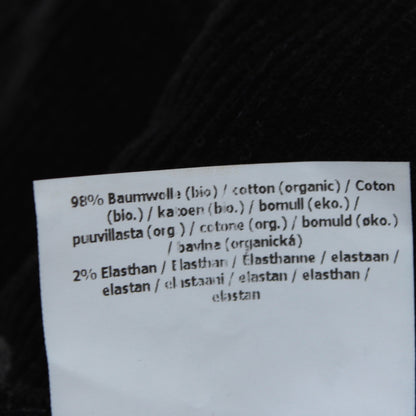 98% Baumwolle (bio) / cotton (organic) / Coton
(bio.) / katoen (bio.) / bomull (eko.) /
puuvillasta (org.) / cotone (org.) / bomuld (øko.)
/ bavlna (organická)
2% Elasthan / Elasthan / Élasthanne / elastaan /
elastan / elastaani / elastan / elasthan /
elastan